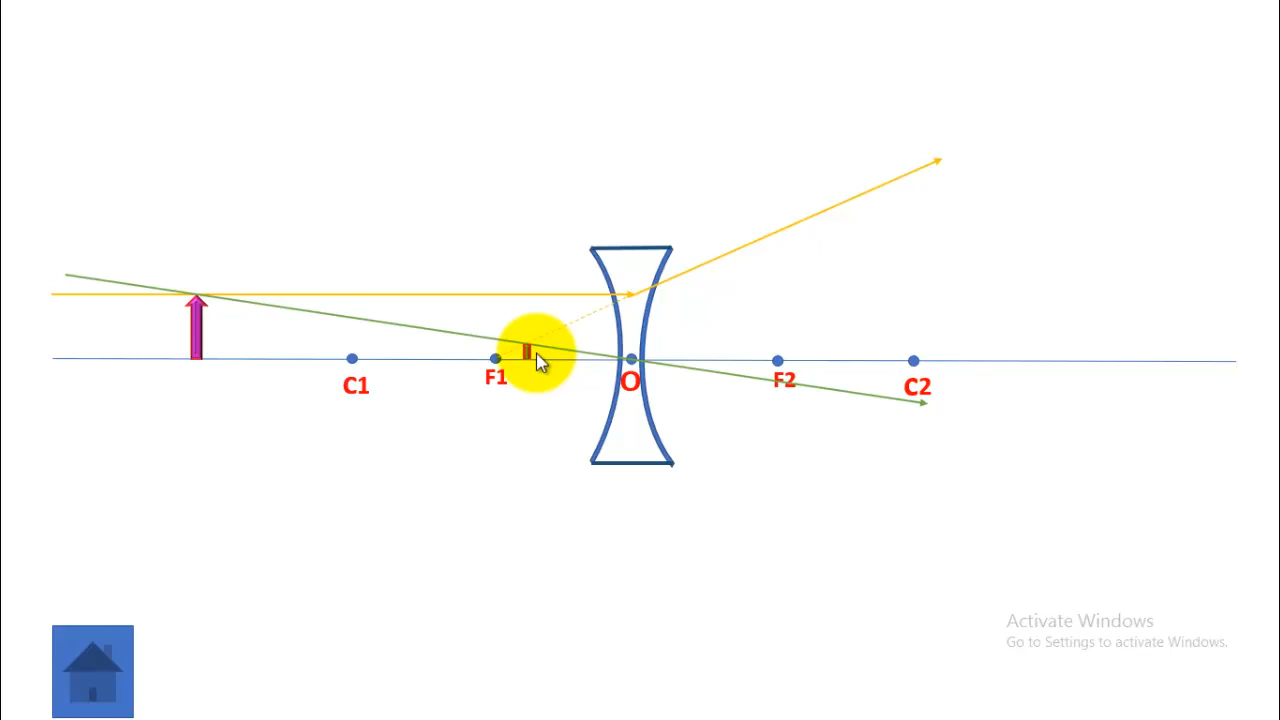 C1
F1
O
F2
C2
Activate Windows
Go to Settings to activate Windows.